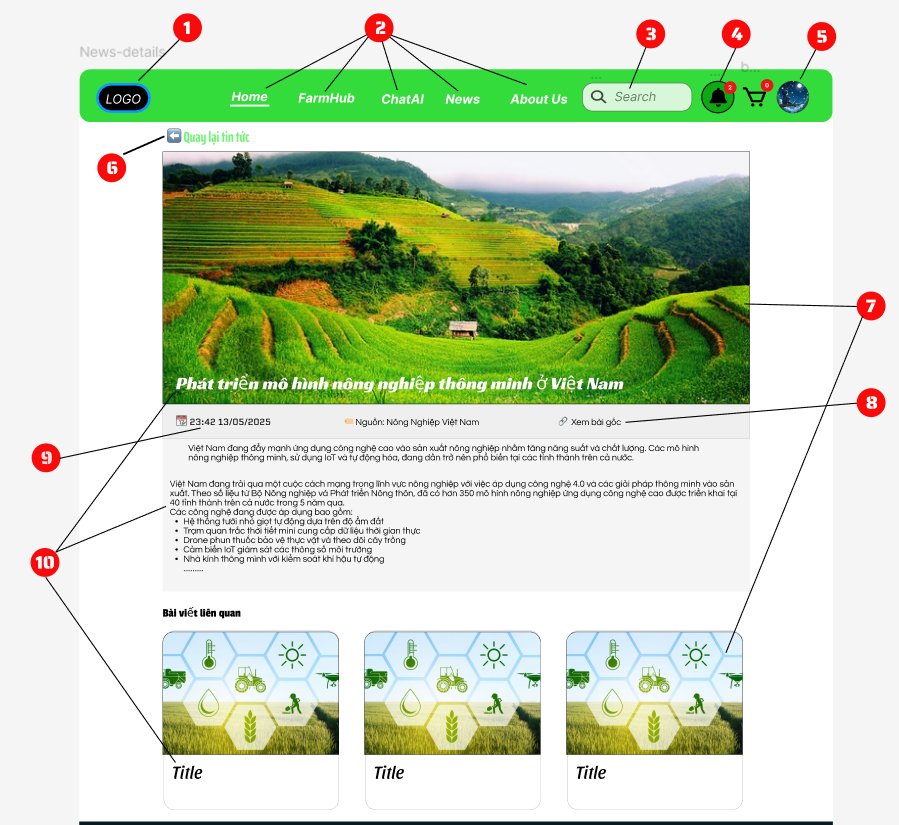 1
2
3
4
5
News-details
b...
LOGO
Home
FarmHub
ChatAI
News
About Us
Search
2
0
6
Quay lại tin tức
7
Phát triển mô hình nông nghiệp thông minh ở Việt Nam
8
23:42 13/05/2025
Nguồn: Nông Nghiệp Việt Nam
Xem bài gốc
9
Việt Nam đang đẩy mạnh ứng dụng công nghệ cao vào sản xuất nông nghiệp nhằm tăng năng suất và chất lượng. Các mô hình
nông nghiệp thông minh, sử dụng IoT và tự động hóa, đang dần trở nên phổ biến tại các tỉnh thành trên cả nước.
Việt Nam đang trải qua một cuộc cách mạng trong lĩnh vực nông nghiệp với việc áp dụng công nghệ 4.0 và các giải pháp thông minh vào sản
xuất. Theo số liệu từ Bộ Nông nghiệp và Phát triển Nông thôn, đã có hơn 350 mô hình nông nghiệp ứng dụng công nghệ cao được triển khai tại
40 tỉnh thành trên cả nước trong 5 năm qua.
Các công nghệ đang được áp dụng bao gồm:
• Hệ thống tưới nhỏ giọt tự động dựa trên độ ẩm đất
• Trạm quan trắc thời tiết mini cung cấp dữ liệu thời gian thực
• Drone phun thuốc bảo vệ thực vật và theo dõi cây trồng
• Cảm biến IoT giám sát các thông số môi trường
• Nhà kính thông minh với kiểm soát khí hậu tự động
.........
10
Bài viết liên quan
Title
Title
Title